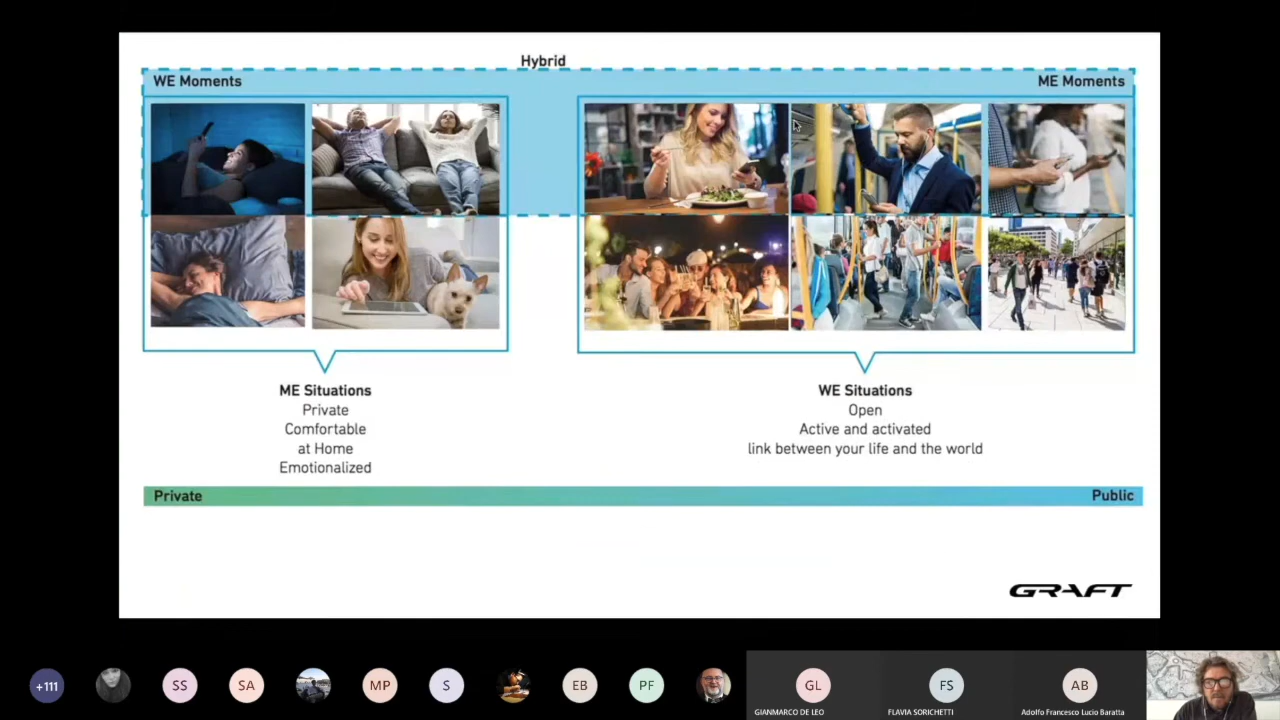 Hybrid
WE Moments
ME Moments
ME Situations
Private
Comfortable
at Home
Emotionalized
WE Situations
Open
Active and activated
link between your life and the world
Private
Public
GRAFT
+111
SS
SA
MP
S
EB
PF
GL
GIANMARCO DE LEO
FS
FLAVIA SORICHETTI
AB
Adolfo Francesco Lucio Baratta